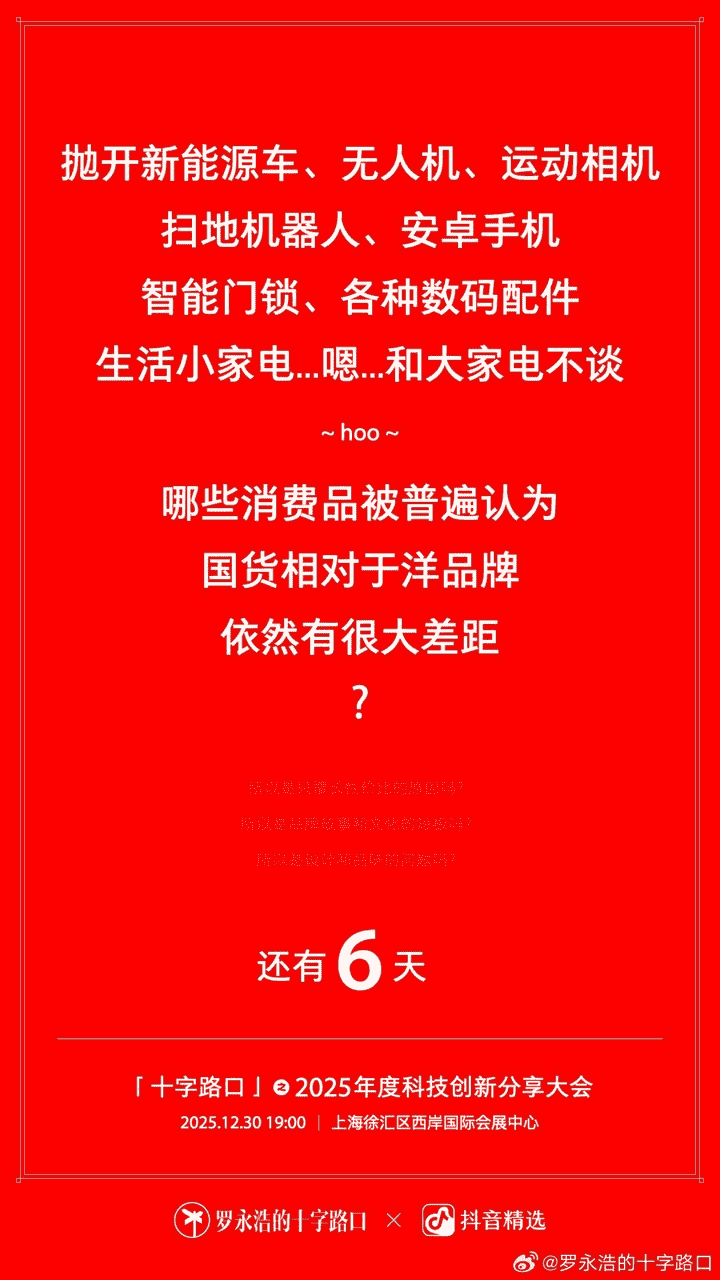 抛开新能源车、无人机、运动相机
扫地机器人、安卓手机
智能门锁、各种数码配件
生活小家电...嗯...和大家电不谈
~ hoo ~
哪些消费品被普遍认为
国货相对于洋品牌
依然有很大差距
?
还有6天
「十字路口」2025年度科技创新分享大会
2025.12.30 19:00 | 上海徐汇区西岸国际会展中心
罗永浩的十字路口 × 抖音精选
@罗永浩的十字路口